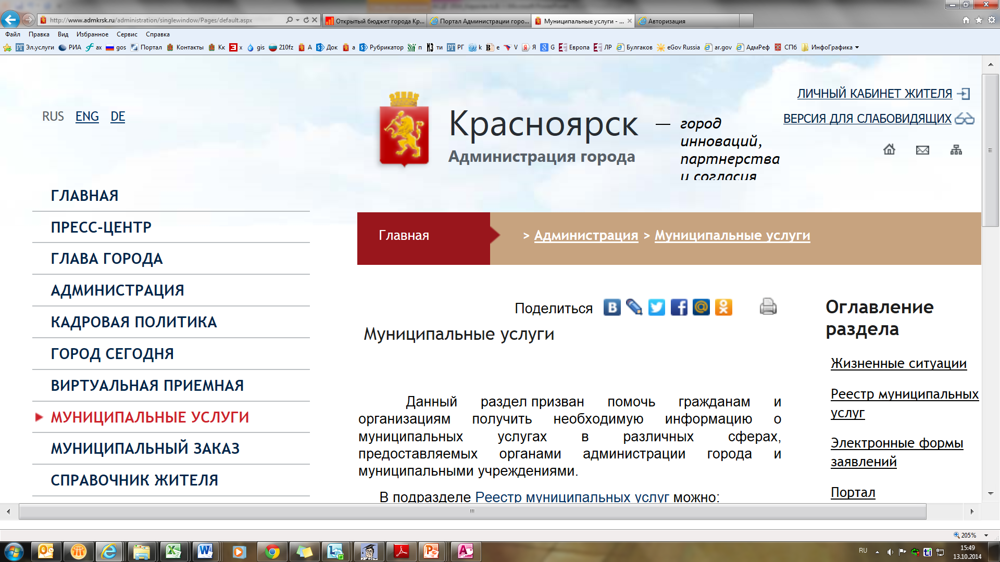 http://www.admkrsk.ru/administration/singlewindow/Pages/default.aspx
Открытый бюджет города Кр...
Портал Администрации горо...
Муниципальные услуги - ...
Авторизация
Файл Правка Вид Избранное Сервис Справка
Эл.услуги РИА ах gos Портал Контакты Кк х gis 210fz А Док а Рубрикатор п ти РГ k е V Я G Европа ЛР Булгаков eGov Russia ar.gov АдмРеф СПб ИнфоГрафика
RUS ENG DE
Красноярск
Администрация города
— город
инноваций,
партнерства
и согласия
ЛИЧНЫЙ КАБИНЕТ ЖИТЕЛЯ
ВЕРСИЯ ДЛЯ СЛАБОВИДЯЩИХ
ГЛАВНАЯ
ПРЕСС-ЦЕНТР
ГЛАВА ГОРОДА
АДМИНИСТРАЦИЯ
КАДРОВАЯ ПОЛИТИКА
ГОРОД СЕГОДНЯ
ВИРТУАЛЬНАЯ ПРИЕМНАЯ
МУНИЦИПАЛЬНЫЕ УСЛУГИ
МУНИЦИПАЛЬНЫЙ ЗАКАЗ
СПРАВОЧНИК ЖИТЕЛЯ
Главная > Администрация > Муниципальные услуги
Поделиться
Муниципальные услуги
Данный раздел призван помочь гражданам и
организациям получить необходимую информацию о
муниципальных услугах в различных сферах,
предоставляемых органами администрации города и
муниципальными учреждениями.
В подразделе Реестр муниципальных услуг можно:
Оглавление
раздела
Жизненные ситуации
Реестр муниципальных
услуг
Электронные формы
заявлений
Портал
205%
RU
15:49
13.10.2014